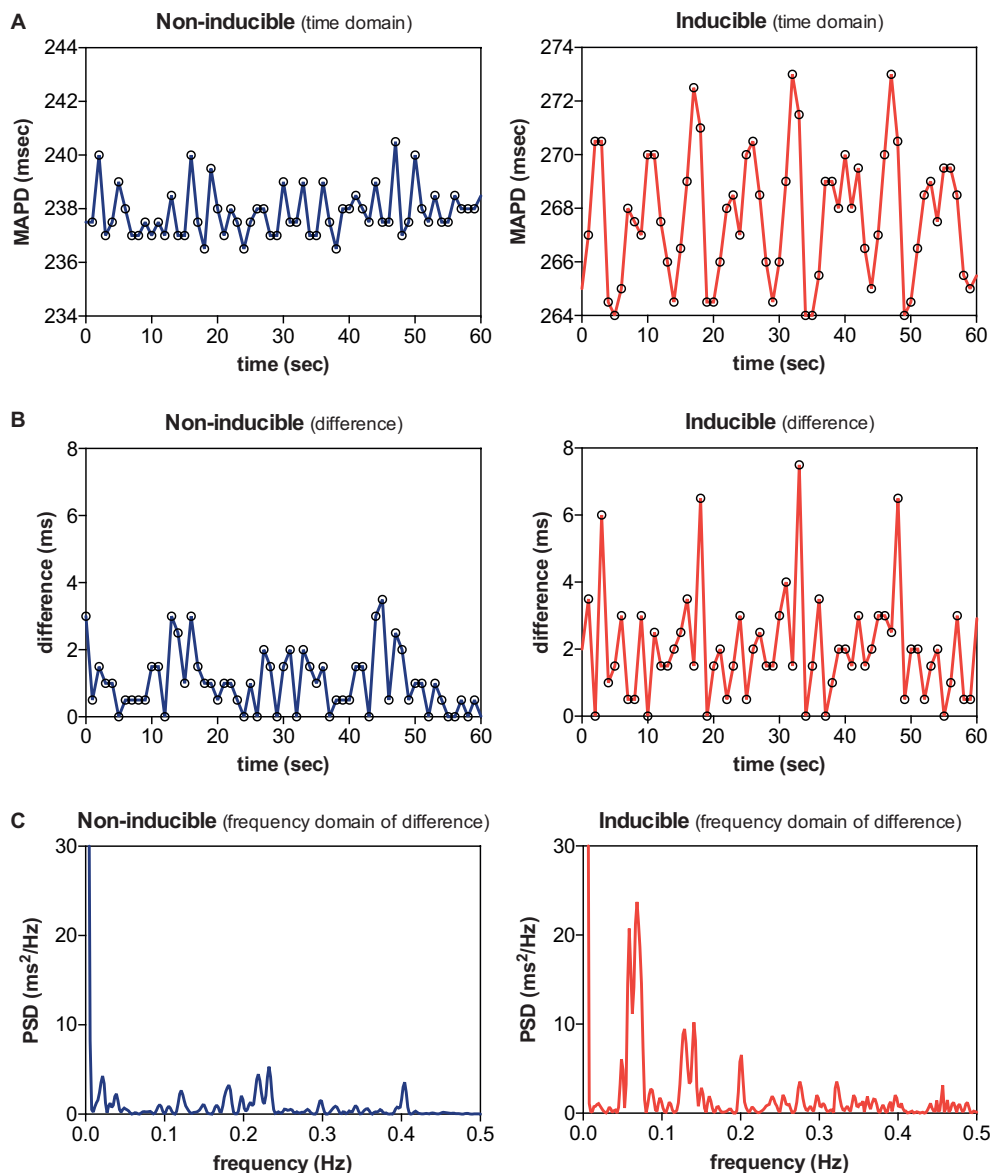 A
Non-inducible (time domain)
MAPD (msec)
244
242
240
238
236
234
0 10 20 30 40 50 60
time (sec)
Inducible (time domain)
MAPD (msec)
274
272
270
268
266
264
0 10 20 30 40 50 60
time (sec)
B
Non-inducible (difference)
difference (ms)
8
6
4
2
0
0 10 20 30 40 50 60
time (sec)
Inducible (difference)
difference (ms)
8
6
4
2
0
0 10 20 30 40 50 60
time (sec)
C
Non-inducible (frequency domain of difference)
PSD (ms²/Hz)
30
20
10
0
0.0 0.1 0.2 0.3 0.4 0.5
frequency (Hz)
Inducible (frequency domain of difference)
PSD (ms²/Hz)
30
20
10
0
0.0 0.1 0.2 0.3 0.4 0.5
frequency (Hz)